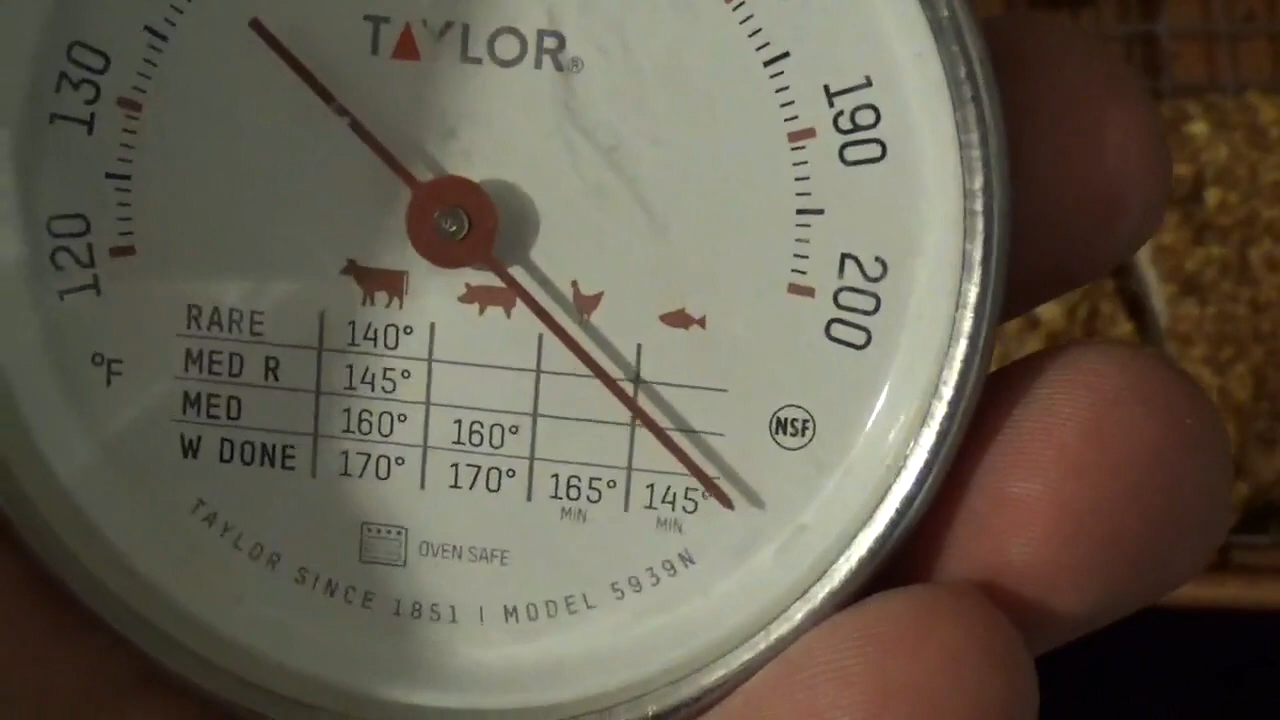 TAYLOR®
130
190
120
200
RARE 140°
MED R 145°
MED 160° 160°
W DONE 170° 170° 165° 145°
MIN MIN
°F
NSF
OVEN SAFE
TAYLOR SINCE 1851 | MODEL 5939N